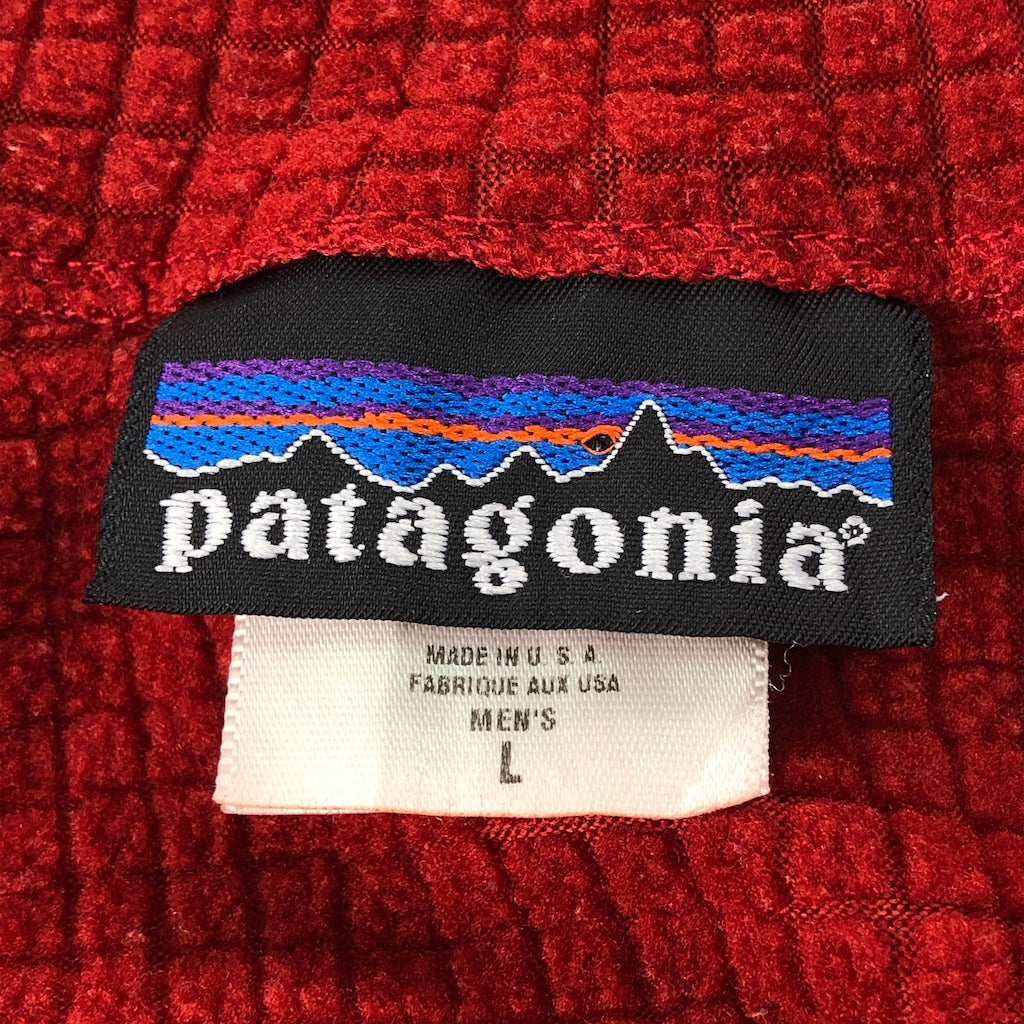 patagonia®
MADE IN U. S. A.
FABRIQUE AUX USA
MEN'S
L